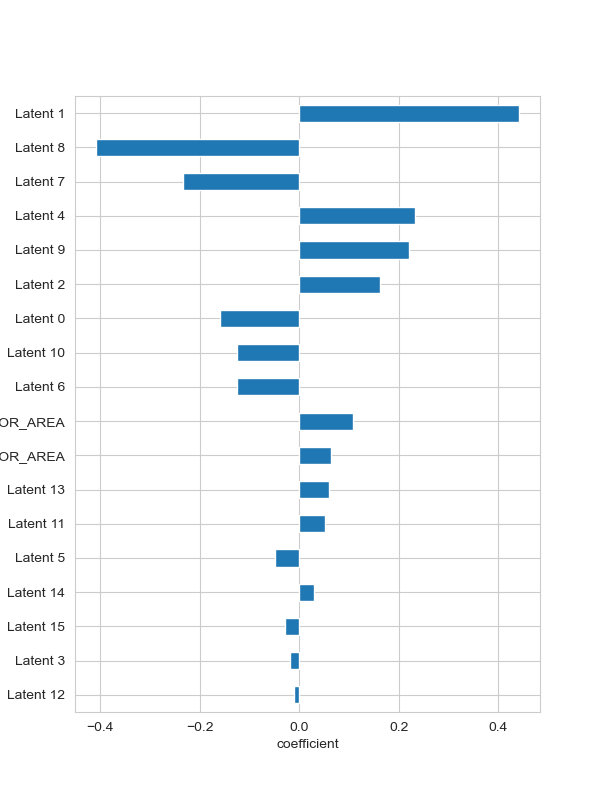 Latent 1
Latent 8
Latent 7
Latent 4
Latent 9
Latent 2
Latent 0
Latent 10
Latent 6
OR_AREA
OR_AREA
Latent 13
Latent 11
Latent 5
Latent 14
Latent 15
Latent 3
Latent 12
−0.4 −0.2 0.0 0.2 0.4
coefficient